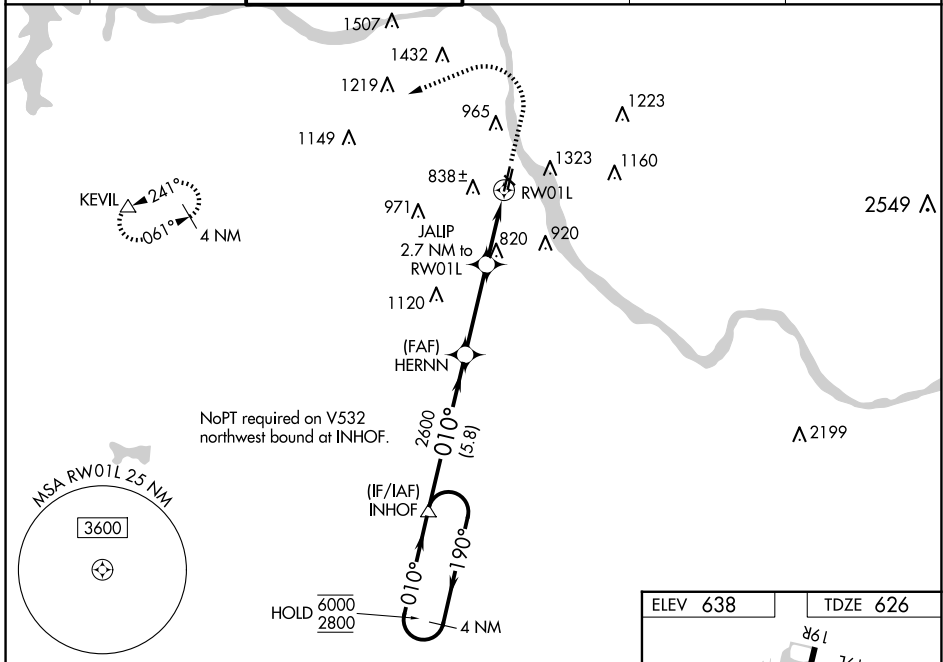 1507
1432
1219
965
1223
1149
1323
1160
838±
RW01L
KEVIL
241°
061°
4 NM
971
2549
JALIP
2.7 NM to
RW01L
820
920
1120
(FAF)
HERNN
NoPT required on V532
northwest bound at INHOF.
2600
010°
(5.8)
2199
MSA RW01L 25 NM
3600
(IF/IAF)
INHOF
190°
010°
HOLD 6000
2800
4 NM
ELEV 638
TDZE 626
19R
19L